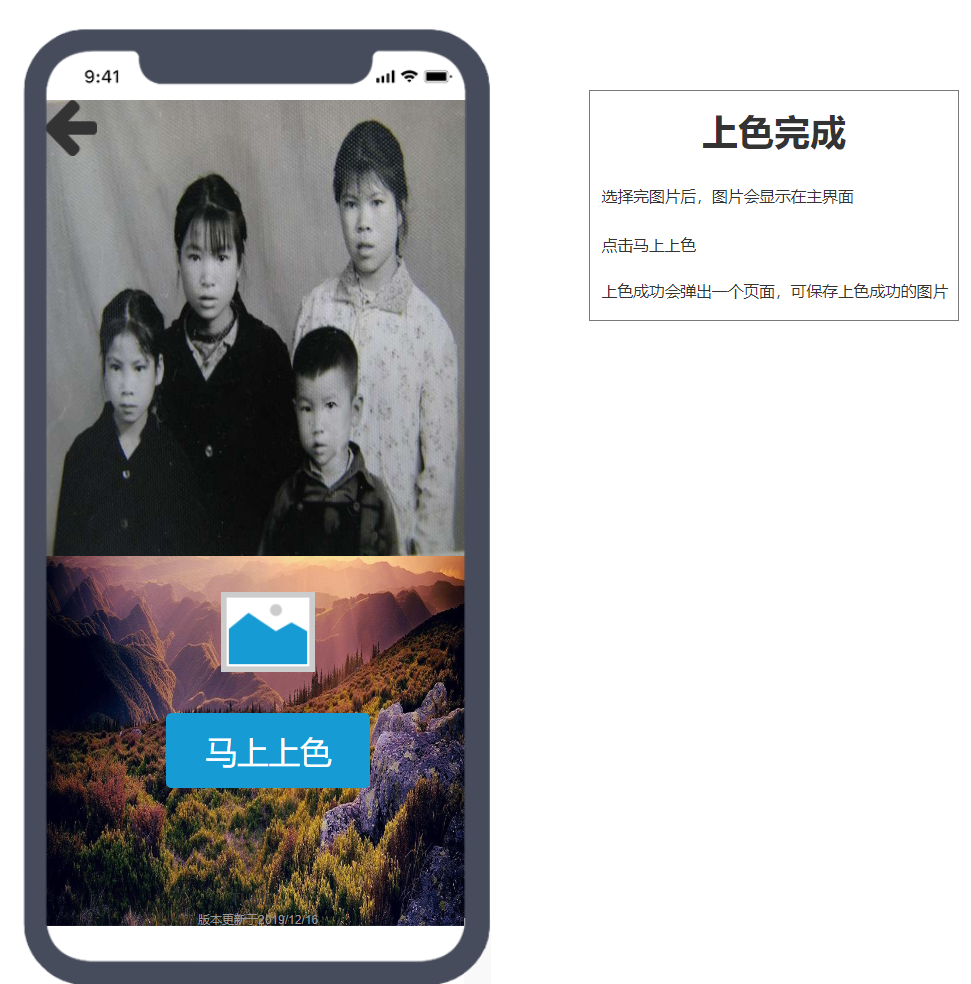 9:41
马上上色
版本更新于2019/12/16
上色完成
选择完图片后，图片会显示在主界面
点击马上上色
上色成功会弹出一个页面，可保存上色成功的图片